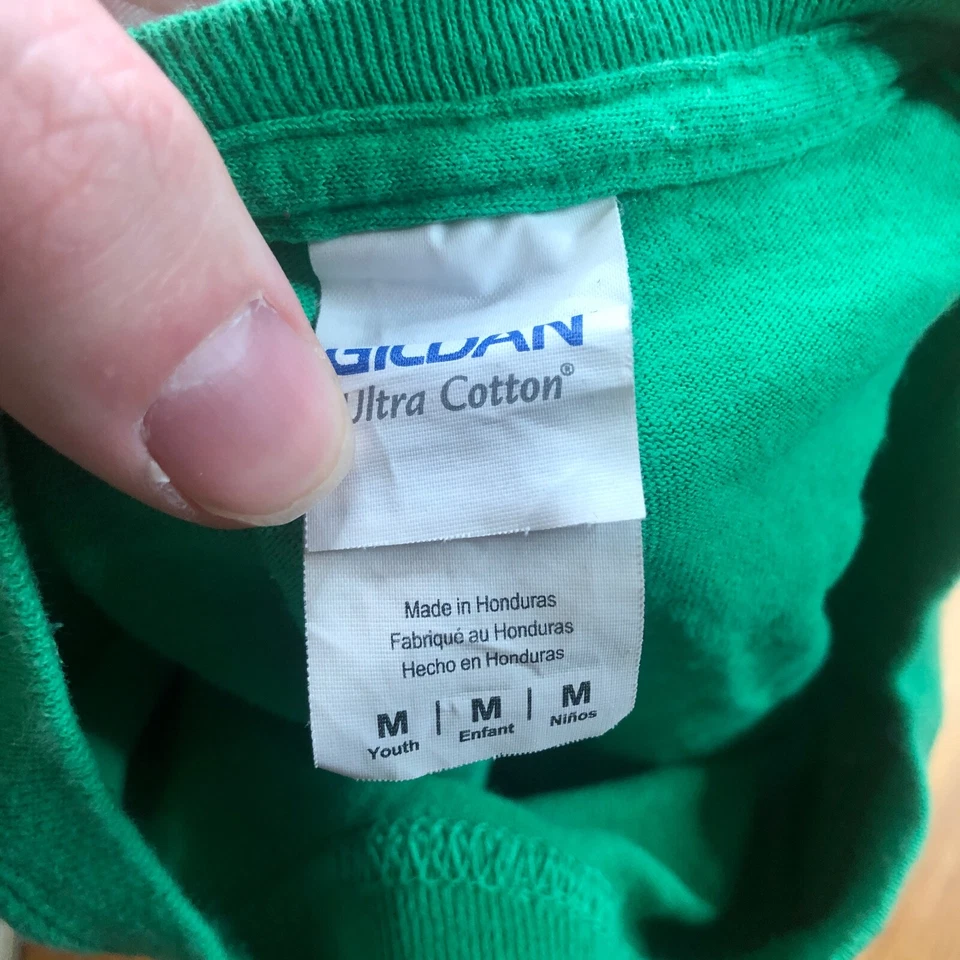 GILDAN
Ultra Cotton®
Made in Honduras
Fabriqué au Honduras
Hecho en Honduras
M | M | M
Youth Enfant Niños